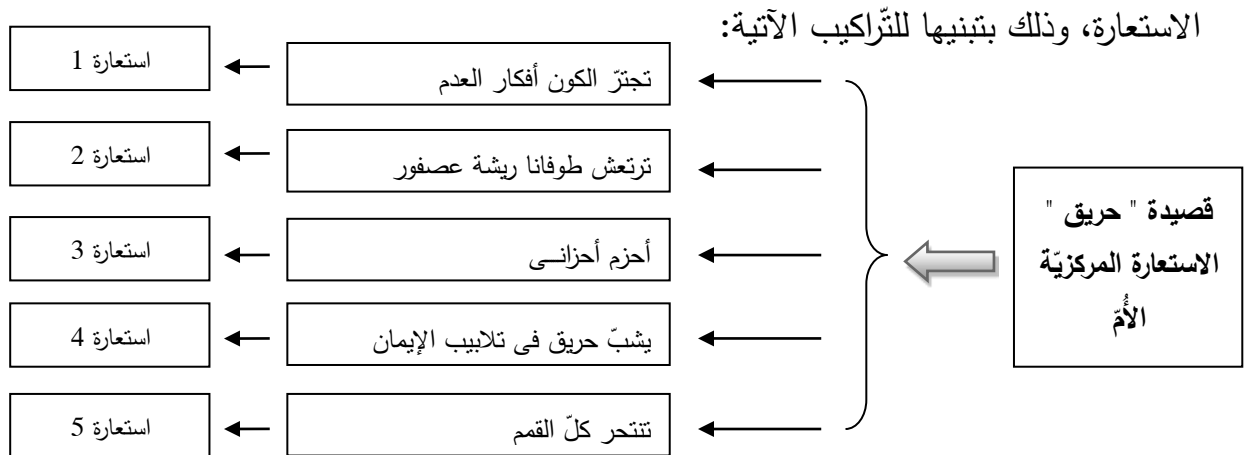 الاستعارة، وذلك بتبنيها للتّراكيب الآتية:
قصيدة " حريق "
الاستعارة المركزيّة
الأُمّ
تجترّ الكون أفكار العدم
استعارة 1
ترتعش طوفانا ريشة عصفور
استعارة 2
أحزم أحزانــى
استعارة 3
يشبّ حريق فى تلابيب الإيمان
استعارة 4
تنتحر كلّ القمم
استعارة 5